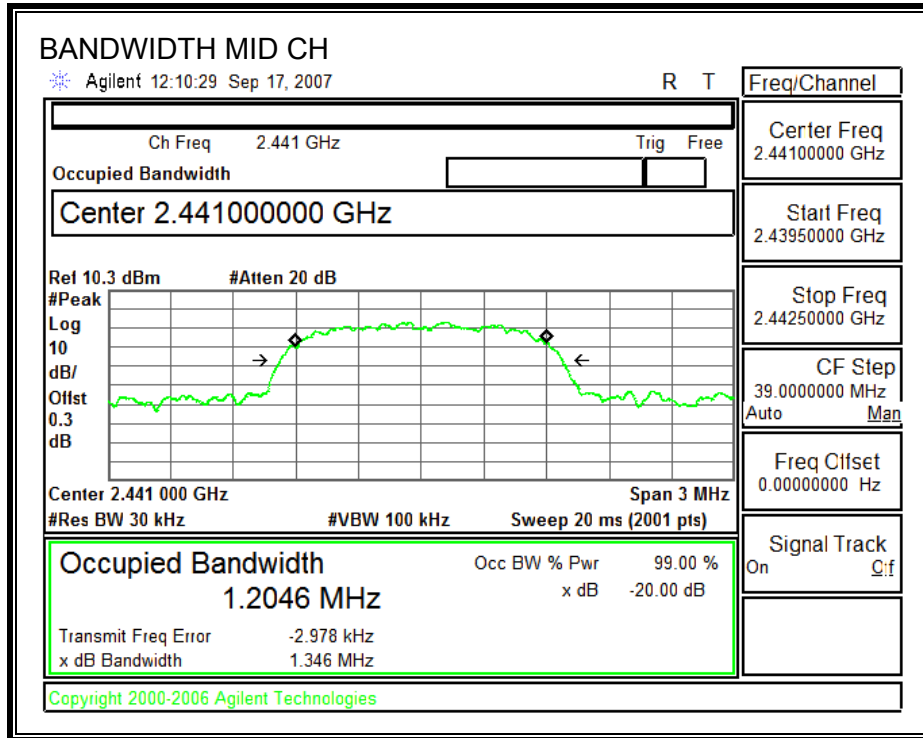 BANDWIDTH MID CH
Agilent 12:10:29 Sep 17, 2007 R T
Freq/Channel
Ch Freq 2.441 GHz Trig Free
Occupied Bandwidth
Center 2.441000000 GHz
Center Freq
2.44100000 GHz
Start Freq
2.43950000 GHz
Stop Freq
2.44250000 GHz
CF Step
39.0000000 MHz
Auto Man
Freq Offset
0.00000000 Hz
Signal Track
On Off
Ref 10.3 dBm #Atten 20 dB
#Peak
Log
10
dB/
Offst
0.3
dB
Center 2.441 000 GHz Span 3 MHz
#Res BW 30 kHz #VBW 100 kHz Sweep 20 ms (2001 pts)
Occupied Bandwidth
1.2046 MHz
Occ BW % Pwr 99.00 %
x dB -20.00 dB
Transmit Freq Error -2.978 kHz
x dB Bandwidth 1.346 MHz
Copyright 2000-2006 Agilent Technologies